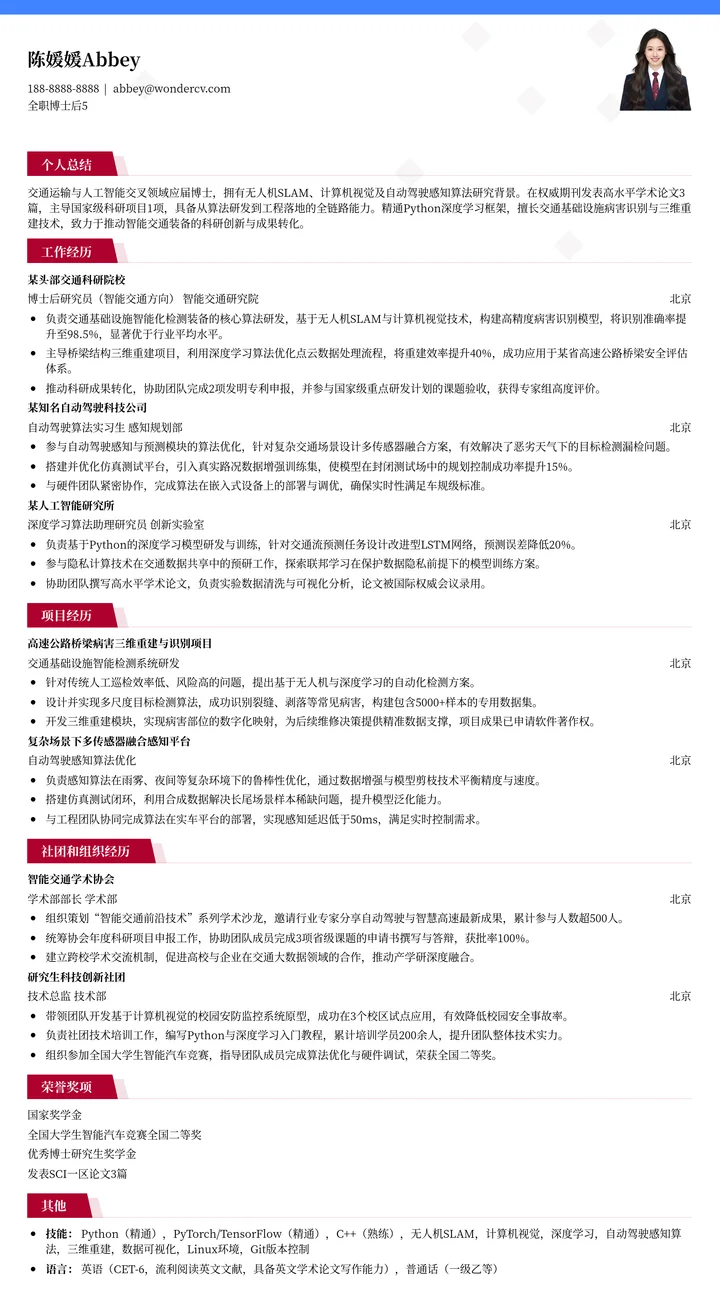 陈媛媛Abbey
188-8888-8888 | abbey@wondercv.com
全职博士后5
个人总结
交通运输与人工智能交叉领域应届博士，拥有无人机SLAM、计算机视觉及自动驾驶感知算法研究背景。在权威期刊发表高水平学术论文3
篇，主导国家级科研项目1项，具备从算法研发到工程落地的全链路能力。精通Python深度学习框架，擅长交通基础设施病害识别与三维重
建技术，致力于推动智能交通装备的科研创新与成果转化。
工作经历
某头部交通科研院校
博士后研究员（智能交通方向） 智能交通研究院 北京
• 负责交通基础设施智能化检测装备的核心算法研发，基于无人机SLAM与计算机视觉技术，构建高精度病害识别模型，将识别准确率提
升至98.5%，显著优于行业平均水平。
• 主导桥梁结构三维重建项目，利用深度学习算法优化点云数据处理流程，将重建效率提升40%，成功应用于某省高速公路桥梁安全评估
体系。
• 推动科研成果转化，协助团队完成2项发明专利申报，并参与国家级重点研发计划的课题验收，获得专家组高度评价。
某知名自动驾驶科技公司
自动驾驶算法实习生 感知规划部 北京
• 参与自动驾驶感知与预测模块的算法优化，针对复杂交通场景设计多传感器融合方案，有效解决了恶劣天气下的目标检测漏检问题。
• 搭建并优化仿真测试平台，引入真实路况数据增强训练集，使模型在封闭测试场中的规划控制成功率提升15%。
• 与硬件团队紧密协作，完成算法在嵌入式设备上的部署与调优，确保实时性满足车规级标准。
某人工智能研究所
深度学习算法助理研究员 创新实验室 北京
• 负责基于Python的深度学习模型研发与训练，针对交通流预测任务设计改进型LSTM网络，预测误差降低20%。
• 参与隐私计算技术在交通数据共享中的预研工作，探索联邦学习在保护数据隐私前提下的模型训练方案。
• 协助团队撰写高水平学术论文，负责实验数据清洗与可视化分析，论文被国际权威会议录用。
项目经历
高速公路桥梁病害三维重建与识别项目
交通基础设施智能检测系统研发 北京
• 针对传统人工巡检效率低、风险高的问题，提出基于无人机与深度学习的自动化检测方案。
• 设计并实现多尺度目标检测算法，成功识别裂缝、剥落等常见病害，构建包含5000+样本的专用数据集。
• 开发三维重建模块，实现病害部位的数字化映射，为后续维修决策提供精准数据支撑，项目成果已申请软件著作权。
复杂场景下多传感器融合感知平台
自动驾驶感知算法优化 北京
• 负责感知算法在雨雾、夜间等复杂环境下的鲁棒性优化，通过数据增强与模型剪枝技术平衡精度与速度。
• 搭建仿真测试闭环，利用合成数据解决长尾场景样本稀缺问题，提升模型泛化能力。
• 与工程团队协同完成算法在实车平台的部署，实现感知延迟低于50ms，满足实时控制需求。
社团和组织经历
智能交通学术协会
学术部部长 学术部 北京
• 组织策划“智能交通前沿技术”系列学术沙龙，邀请行业专家分享自动驾驶与智慧高速最新成果，累计参与人数超500人。
• 统筹协会年度科研项目申报工作，协助团队成员完成3项省级课题的申请书撰写与答辩，获批率100%。
• 建立跨校学术交流机制，促进高校与企业在交通大数据领域的合作，推动产学研深度融合。
研究生科技创新社团
技术总监 技术部 北京
• 带领团队开发基于计算机视觉的校园安防监控系统原型，成功在3个校区试点应用，有效降低校园安全事故率。
• 负责社团技术培训工作，编写Python与深度学习入门教程，累计培训学员200余人，提升团队整体技术实力。
• 组织参加全国大学生智能汽车竞赛，指导团队成员完成算法优化与硬件调试，荣获全国二等奖。
荣誉奖项
国家奖学金
全国大学生智能汽车竞赛全国二等奖
优秀博士研究生奖学金
发表SCI一区论文3篇
其他
• 技能： Python（精通），PyTorch/TensorFlow（精通），C++（熟练），无人机SLAM，计算机视觉，深度学习，自动驾驶感知算
法，三维重建，数据可视化，Linux环境，Git版本控制
• 语言： 英语（CET-6，流利阅读英文文献，具备英文学术论文写作能力），普通话（一级乙等）